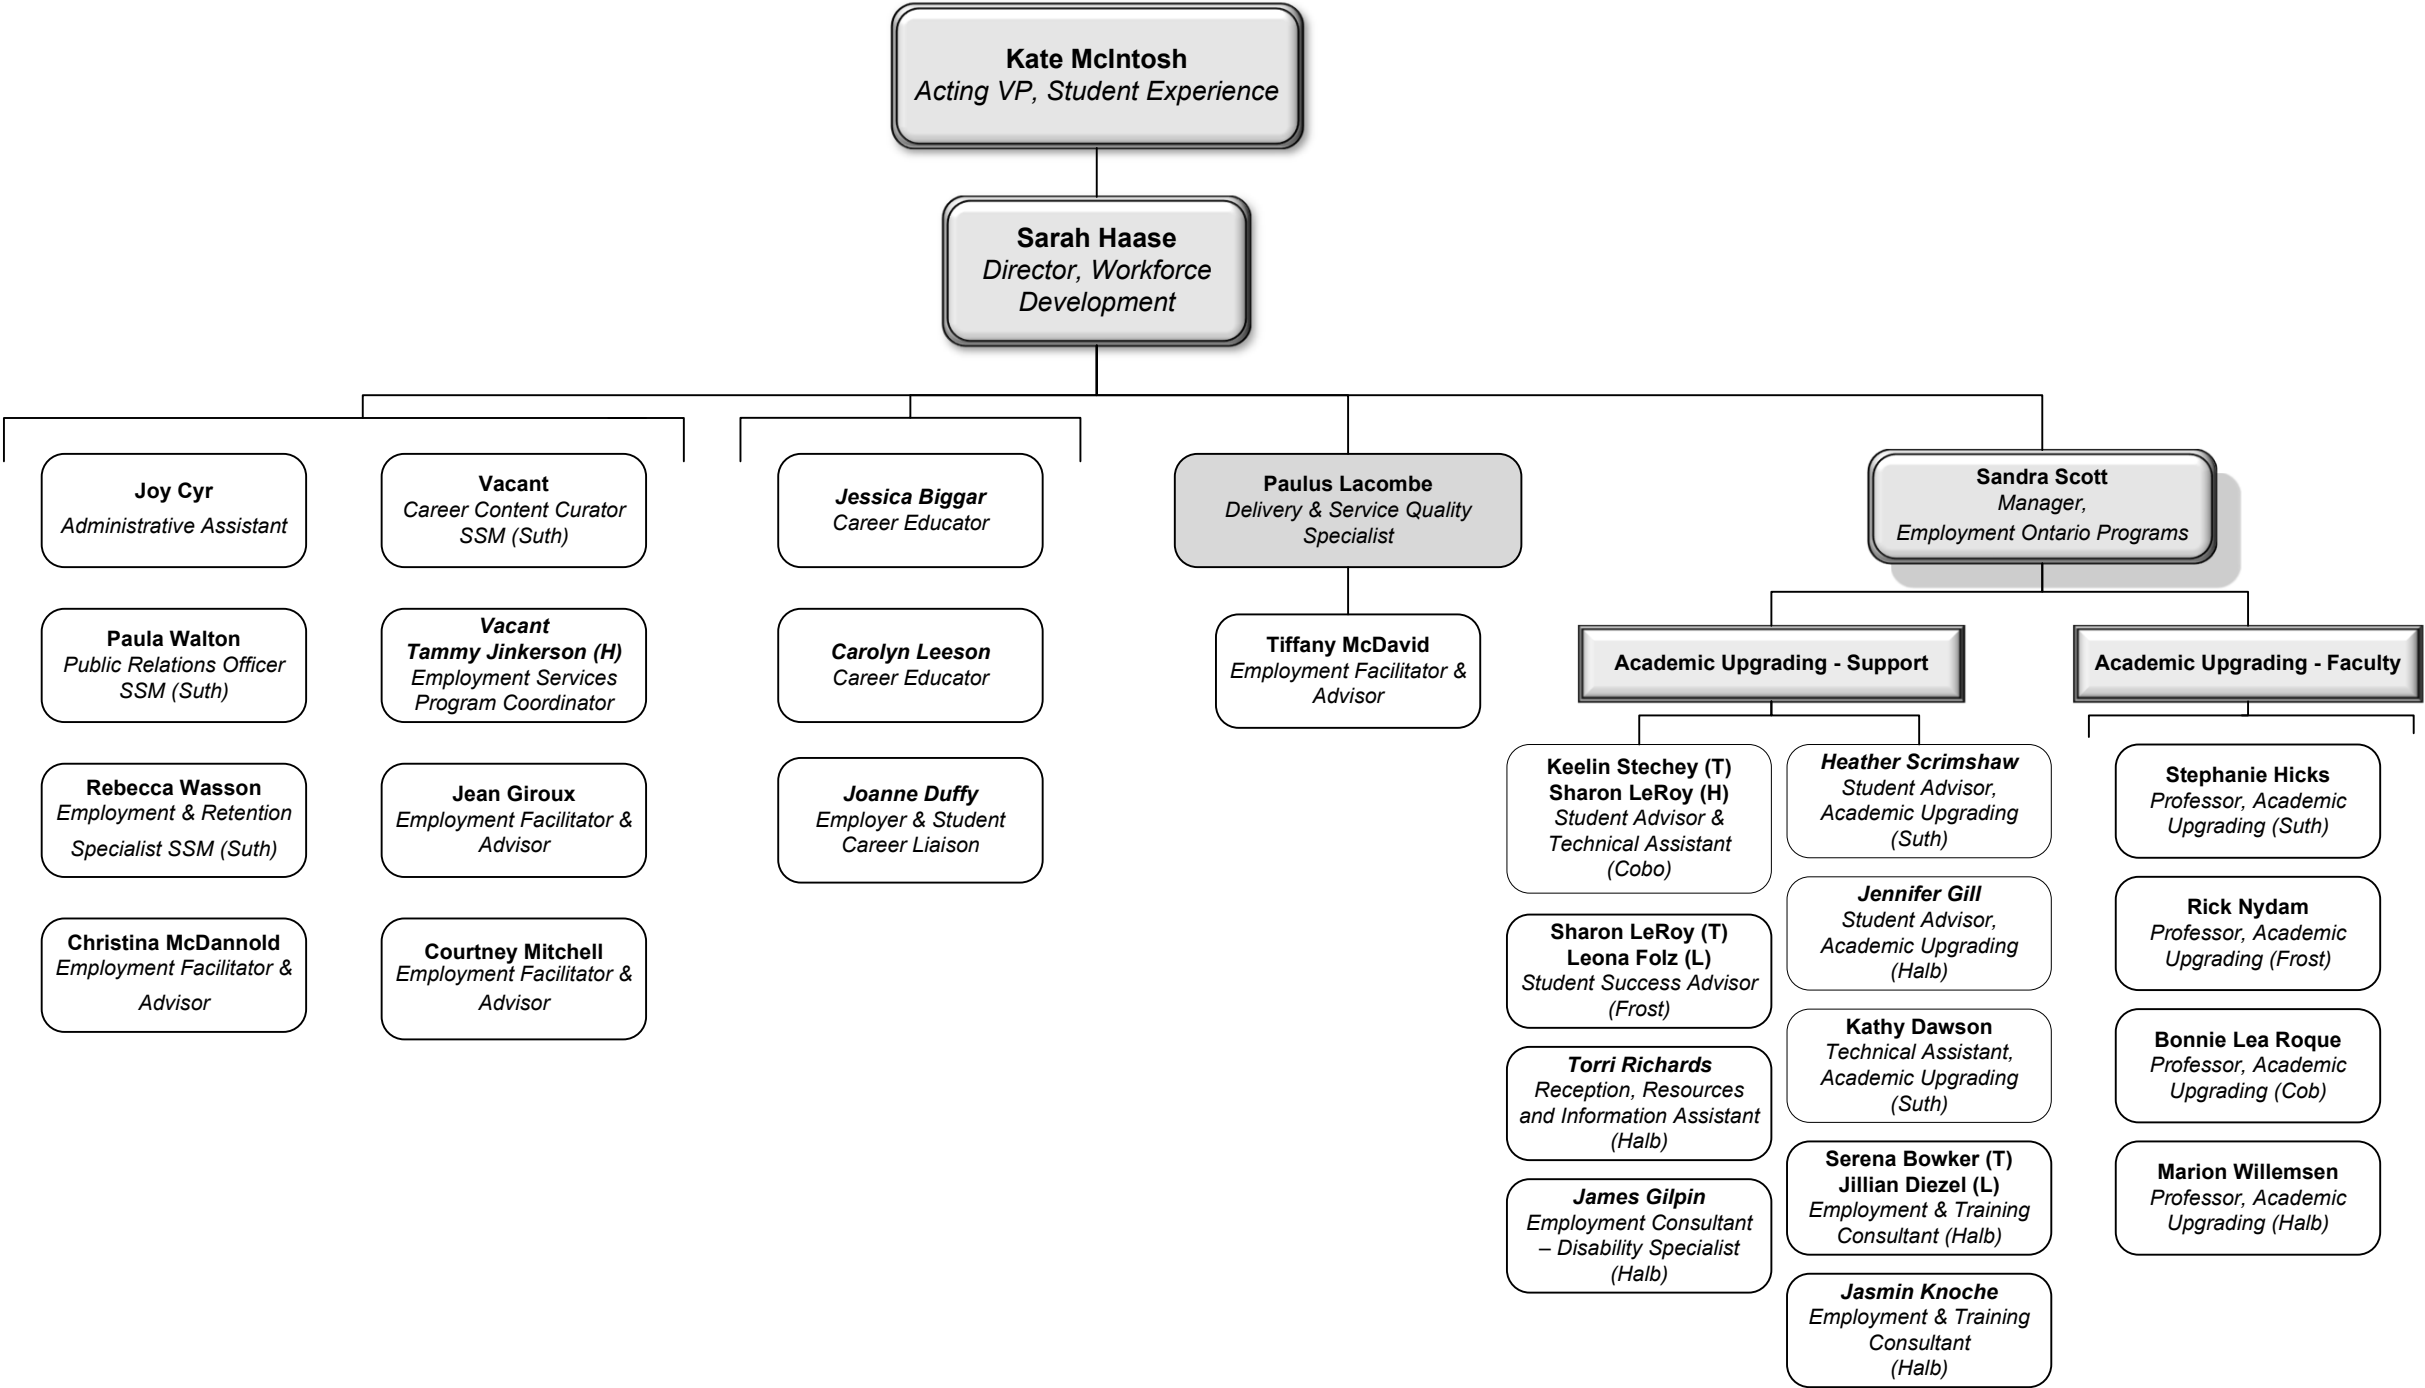 Kate McIntosh
Acting VP, Student Experience
Sarah Haase
Director, Workforce
Development
Joy Cyr
Administrative Assistant
Paula Walton
Public Relations Officer
SSM (Suth)
Rebecca Wasson
Employment & Retention
Specialist SSM (Suth)
Christina McDannold
Employment Facilitator &
Advisor
Vacant
Career Content Curator
SSM (Suth)
Vacant
Tammy Jinkerson (H)
Employment Services
Program Coordinator
Jean Giroux
Employment Facilitator &
Advisor
Courtney Mitchell
Employment Facilitator &
Advisor
Jessica Biggar
Career Educator
Carolyn Leeson
Career Educator
Joanne Duffy
Employer & Student
Career Liaison
Paulus Lacombe
Delivery & Service Quality
Specialist
Tiffany McDavid
Employment Facilitator &
Advisor
Sandra Scott
Manager,
Employment Ontario Programs
Academic Upgrading - Support
Keelin Stechey (T)
Sharon LeRoy (H)
Student Advisor &
Technical Assistant
(Cobo)
Sharon LeRoy (T)
Leona Folz (L)
Student Success Advisor
(Frost)
Torri Richards
Reception, Resources
and Information Assistant
(Halb)
James Gilpin
Employment Consultant
– Disability Specialist
(Halb)
Heather Scrimshaw
Student Advisor,
Academic Upgrading
(Suth)
Jennifer Gill
Student Advisor,
Academic Upgrading
(Halb)
Kathy Dawson
Technical Assistant,
Academic Upgrading
(Suth)
Serena Bowker (T)
Jillian Diezel (L)
Employment & Training
Consultant (Halb)
Jasmin Knoche
Employment & Training
Consultant
(Halb)
Academic Upgrading - Faculty
Stephanie Hicks
Professor, Academic
Upgrading (Suth)
Rick Nydam
Professor, Academic
Upgrading (Frost)
Bonnie Lea Roque
Professor, Academic
Upgrading (Cob)
Marion Willemsen
Professor, Academic
Upgrading (Halb)